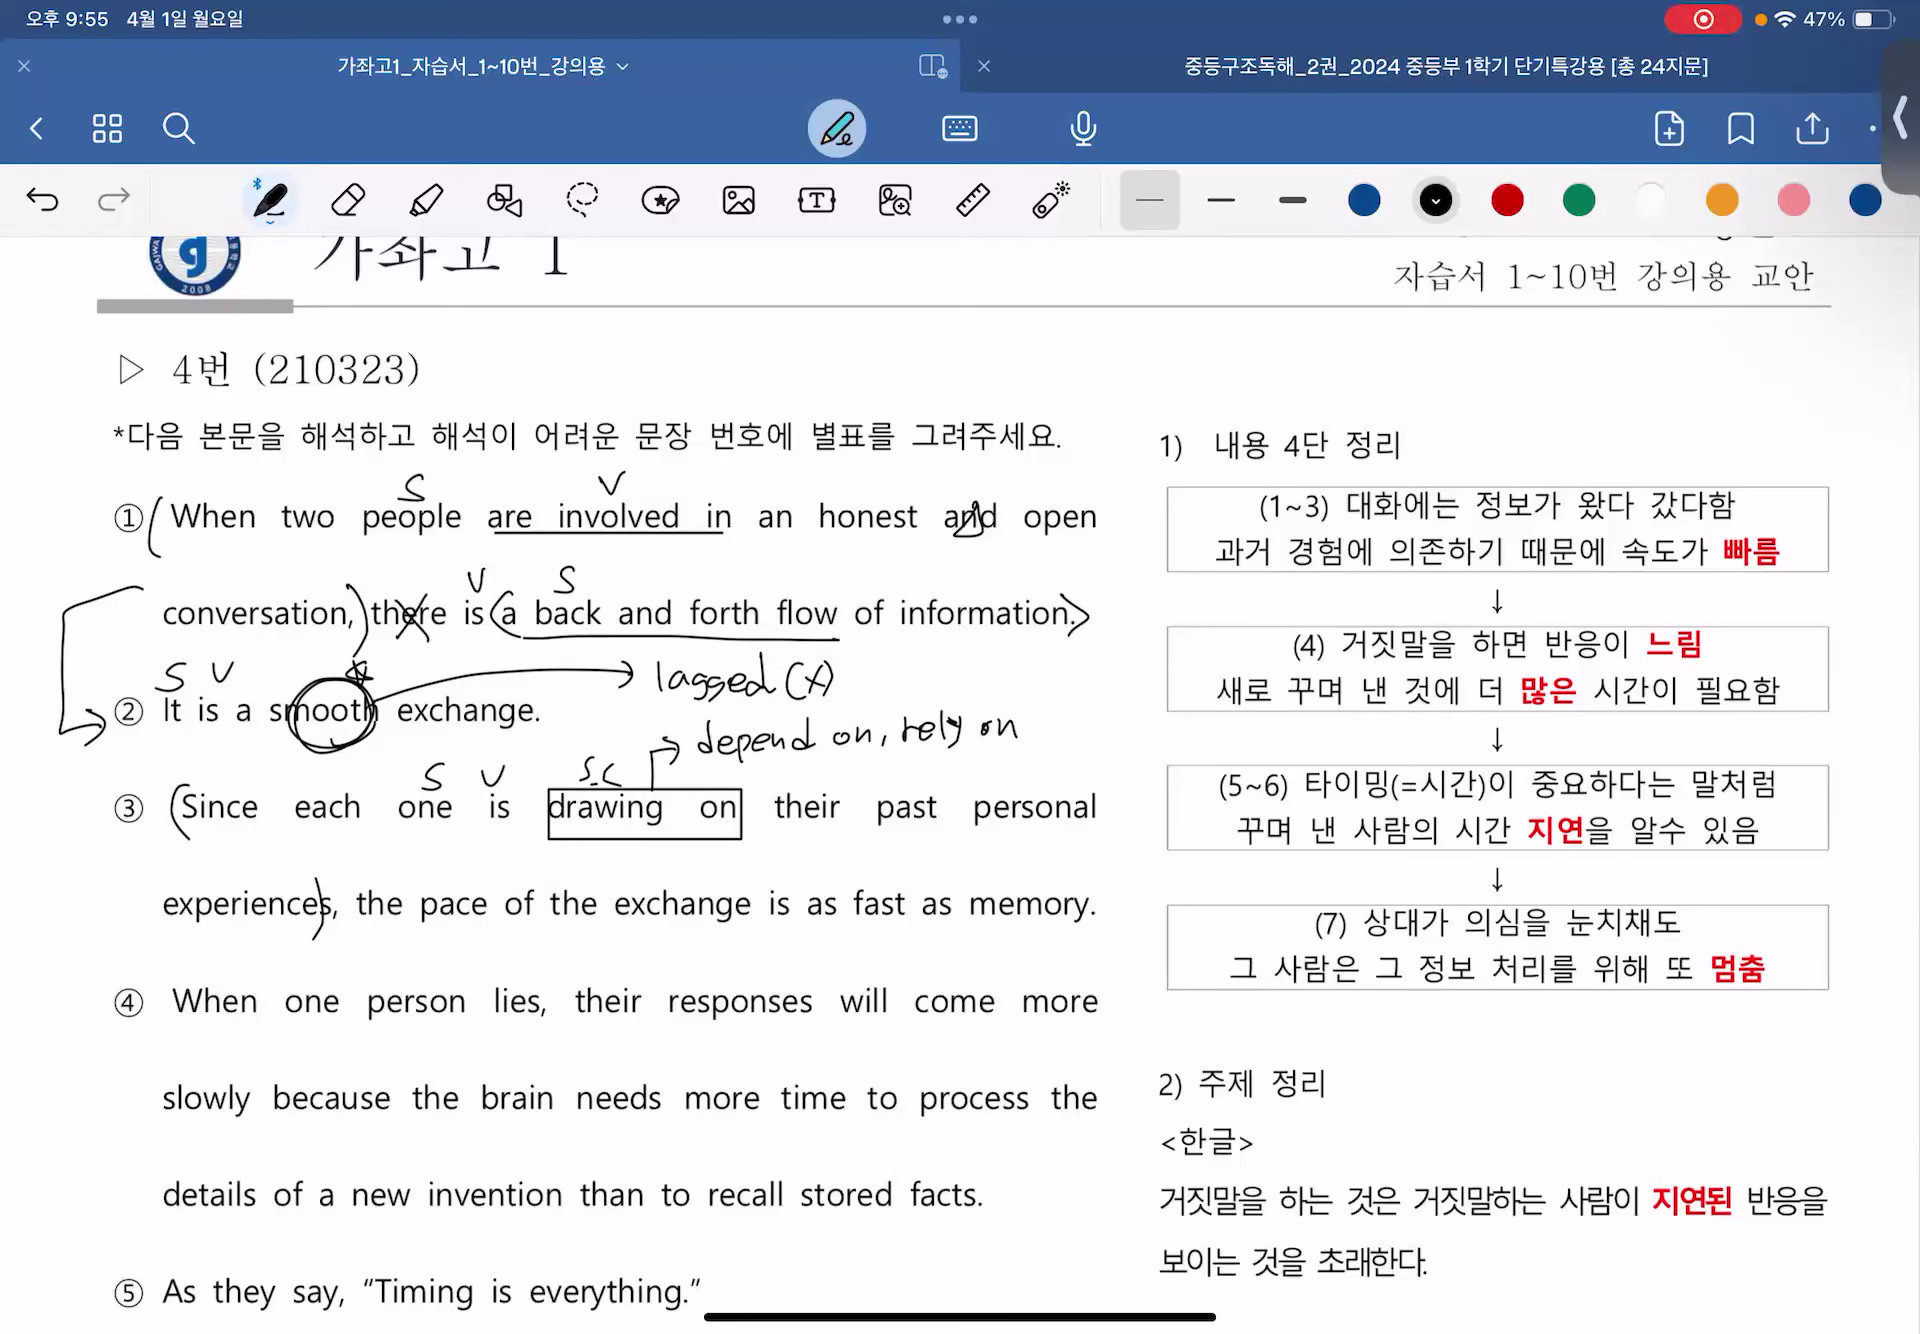 오후 9:55 4월 1일 월요일
47%
가좌고1_자습서_1~10번_강의용
중등구조독해_2권_2024 중등부 1학기 단기특강용 [총 24지문]
가좌고 1
2008
자습서 1~10번 강의용 교안
▷ 4번 (210323)
*다음 본문을 해석하고 해석이 어려운 문장 번호에 별표를 그려주세요.
S V
① (When two people are involved in an honest and open
V S
conversation,) there is (a back and forth flow of information.>
S V lagged (X)
② It is a smooth exchange.
depend on, rely on
S V S.C
③ (Since each one is drawing on their past personal
experiences), the pace of the exchange is as fast as memory.
④ When one person lies, their responses will come more
slowly because the brain needs more time to process the
details of a new invention than to recall stored facts.
⑤ As they say, “Timing is everything.”
1) 내용 4단 정리
(1~3) 대화에는 정보가 왔다 갔다함
과거 경험에 의존하기 때문에 속도가 빠름
↓
(4) 거짓말을 하면 반응이 느림
새로 꾸며 낸 것에 더 많은 시간이 필요함
↓
(5~6) 타이밍(=시간)이 중요하다는 말처럼
꾸며 낸 사람의 시간 지연을 알수 있음
↓
(7) 상대가 의심을 눈치채도
그 사람은 그 정보 처리를 위해 또 멈춤
2) 주제 정리
<한글>
거짓말을 하는 것은 거짓말하는 사람이 지연된 반응을
보이는 것을 초래한다.